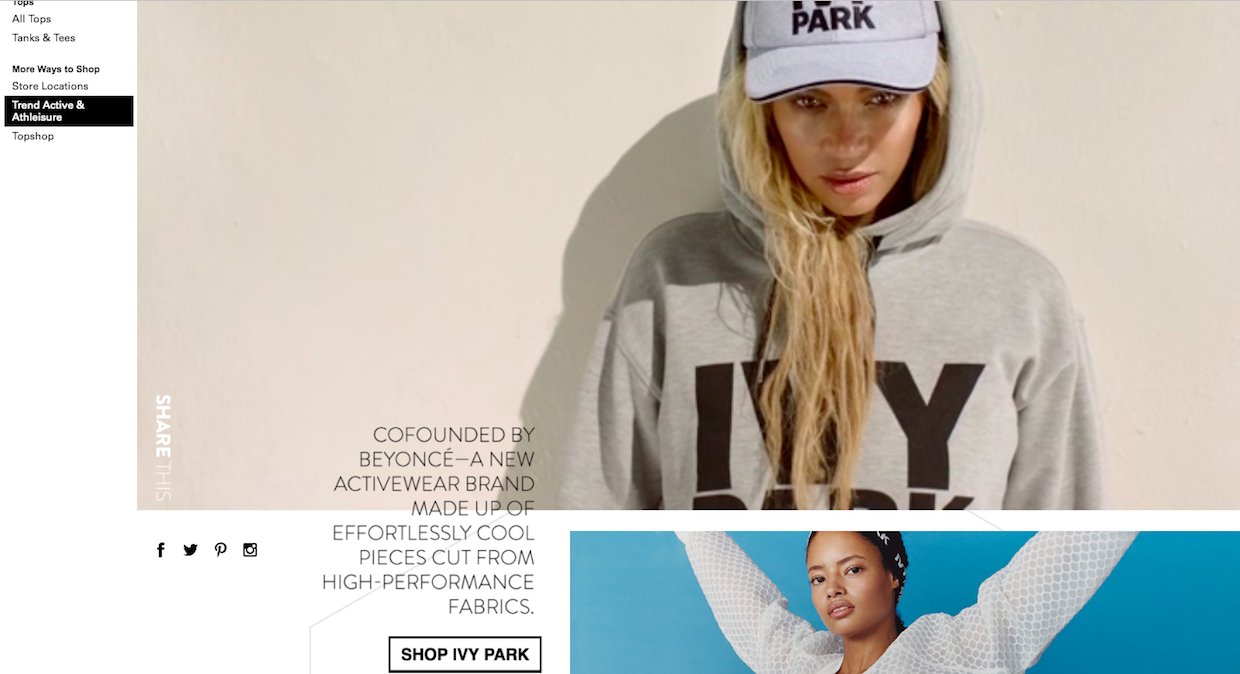 Tops
All Tops
Tanks & Tees
More Ways to Shop
Store Locations
Trend Active &
Athleisure
Topshop
IVY
PARK
IVY
PARK
SHARE THIS
COFOUNDED BY
BEYONCÉ—A NEW
ACTIVEWEAR BRAND
MADE UP OF
EFFORTLESSLY COOL
PIECES CUT FROM
HIGH-PERFORMANCE
FABRICS.
SHOP IVY PARK